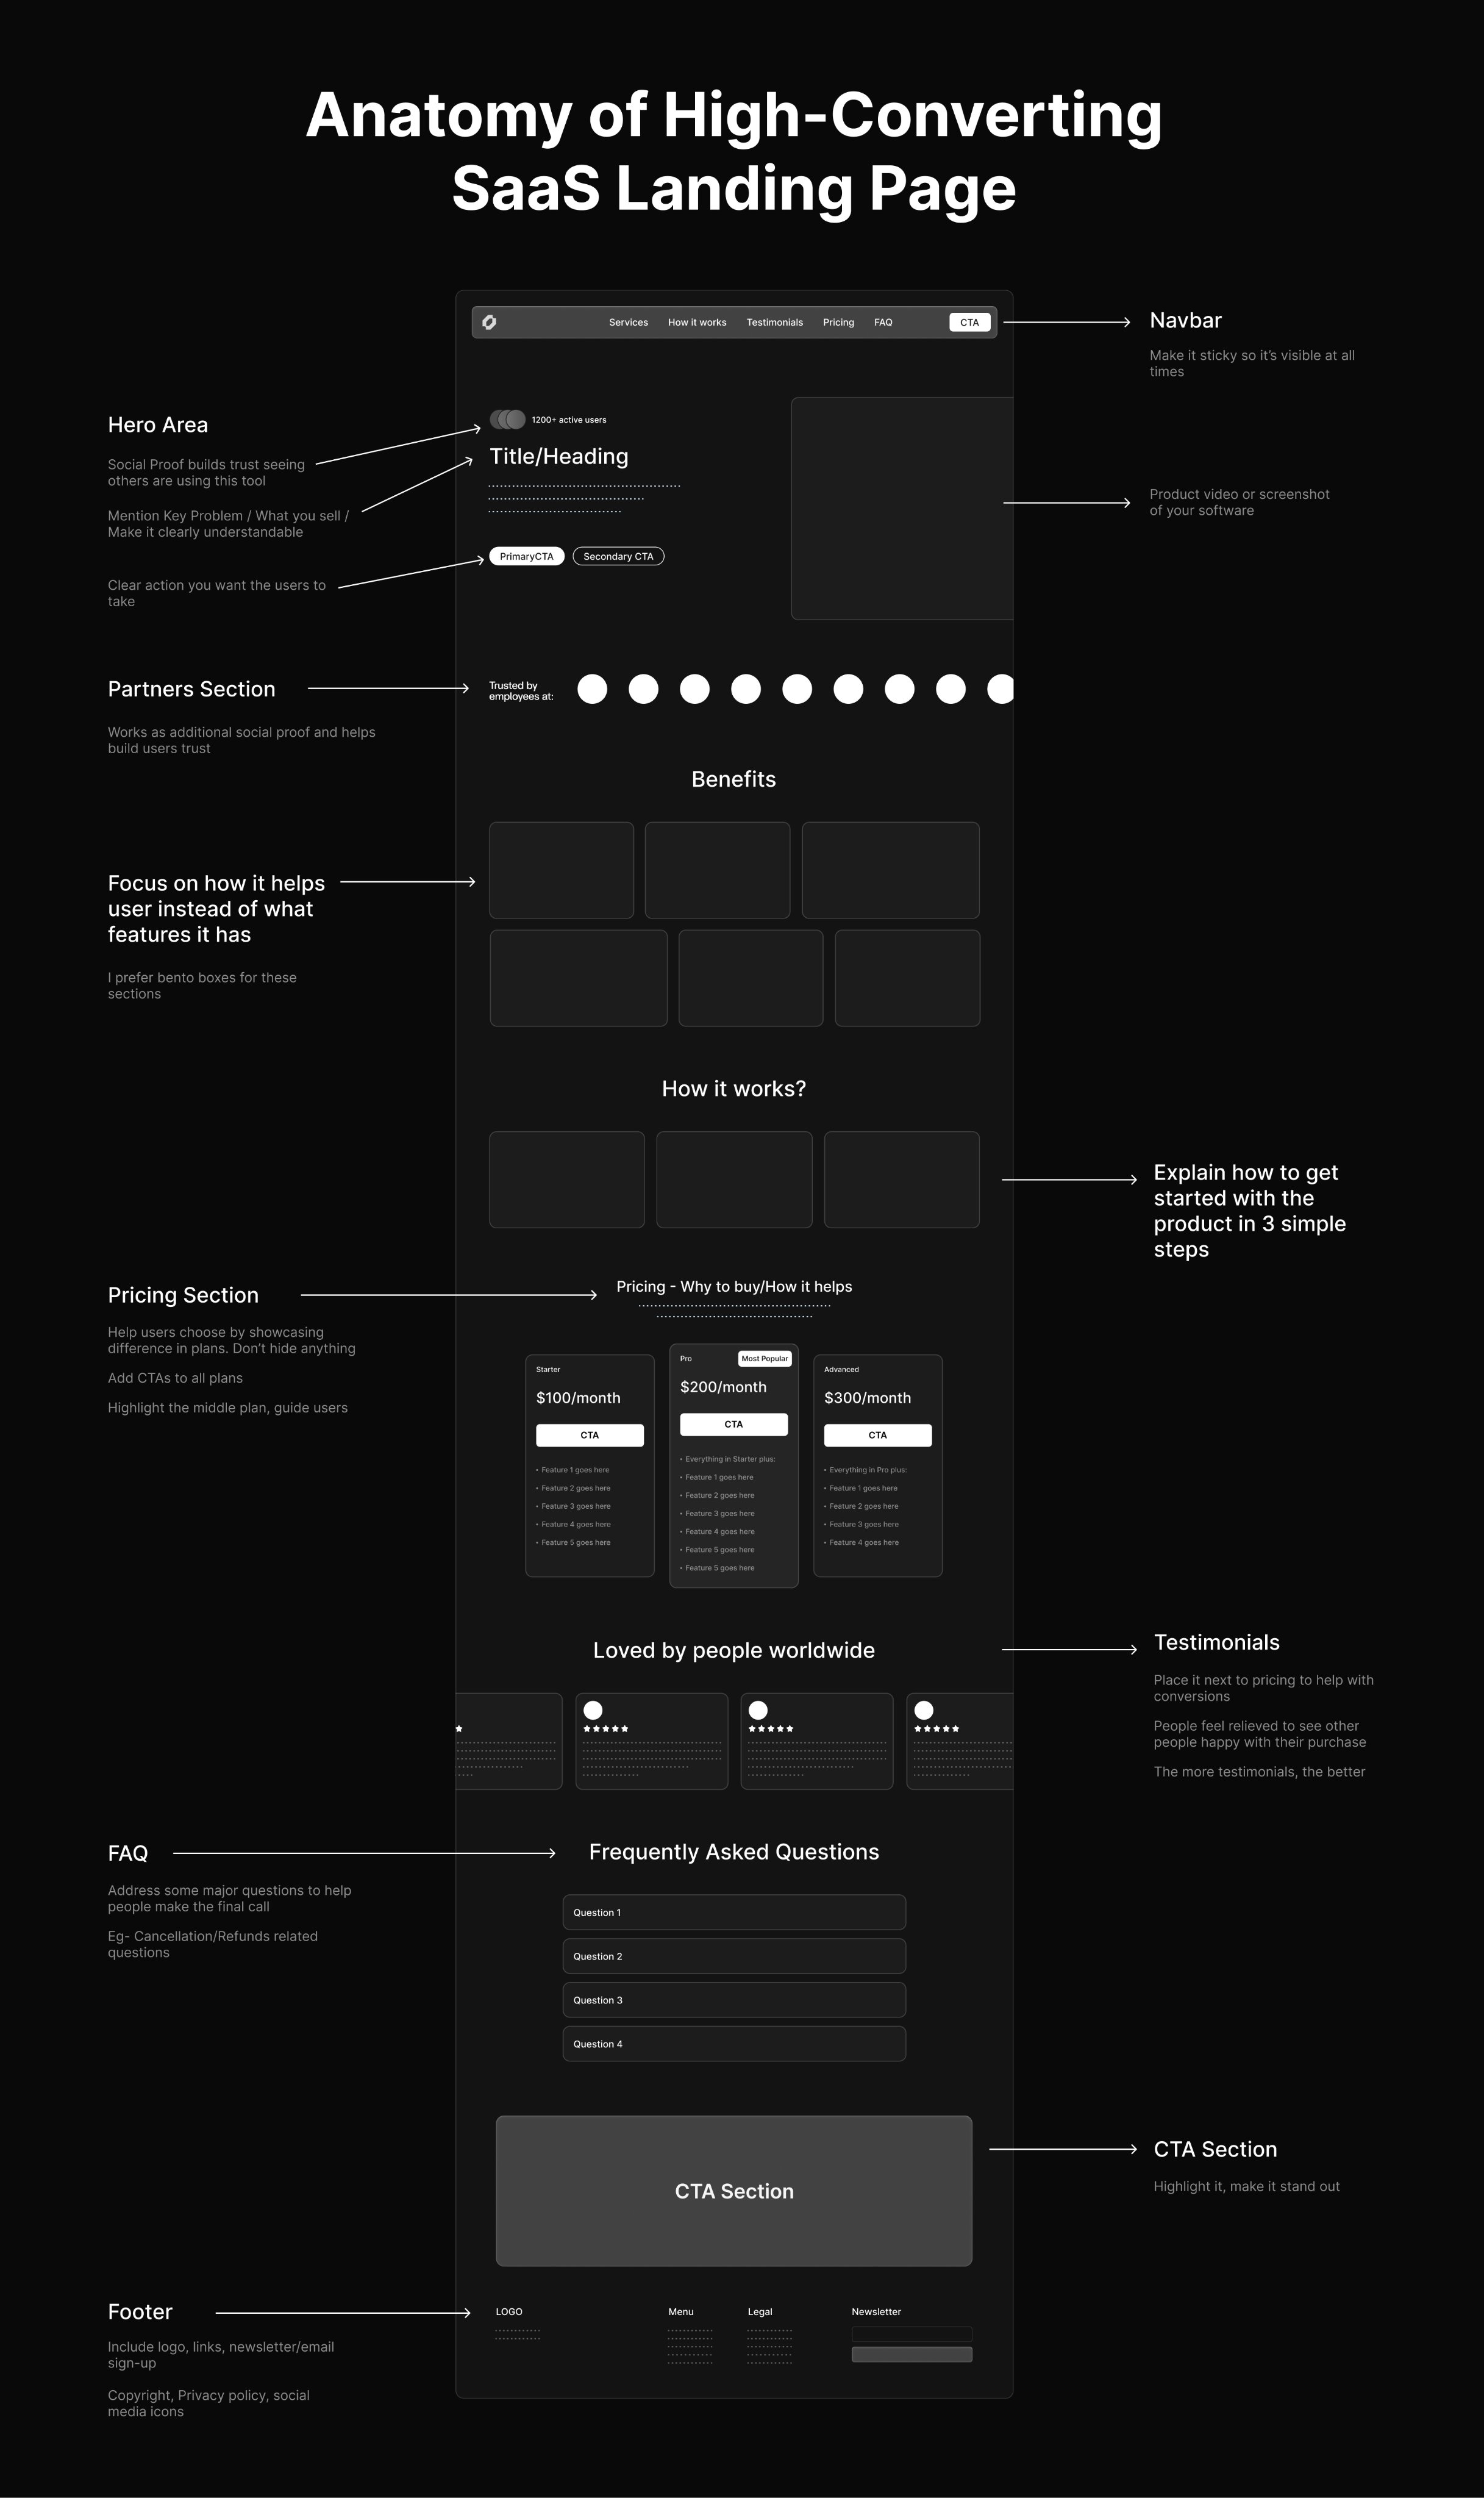 Anatomy of High-Converting
SaaS Landing Page
Services How it works Testimonials Pricing FAQ CTA
Navbar
Make it sticky so it's visible at all
times
Hero Area
Social Proof builds trust seeing
others are using this tool
Mention Key Problem / What you sell /
Make it clearly understandable
Clear action you want the users to
take
1200+ active users
Title/Heading
PrimaryCTA Secondary CTA
Product video or screenshot
of your software
Partners Section
Works as additional social proof and helps
build users trust
Trusted by
employees at:
Benefits
Focus on how it helps
user instead of what
features it has
I prefer bento boxes for these
sections
How it works?
Explain how to get
started with the
product in 3 simple
steps
Pricing Section
Help users choose by showcasing
difference in plans. Don't hide anything
Add CTAs to all plans
Highlight the middle plan, guide users
Pricing - Why to buy/How it helps
Starter
$100/month
CTA
• Feature 1 goes here
• Feature 2 goes here
• Feature 3 goes here
• Feature 4 goes here
• Feature 5 goes here
Pro Most Popular
$200/month
CTA
• Everything in Starter plus:
• Feature 1 goes here
• Feature 2 goes here
• Feature 3 goes here
• Feature 4 goes here
• Feature 5 goes here
• Feature 5 goes here
Advanced
$300/month
CTA
• Everything in Pro plus:
• Feature 1 goes here
• Feature 2 goes here
• Feature 3 goes here
• Feature 4 goes here
Loved by people worldwide
Testimonials
Place it next to pricing to help with
conversions
People feel relieved to see other
people happy with their purchase
The more testimonials, the better
FAQ
Address some major questions to help
people make the final call
Eg- Cancellation/Refunds related
questions
Frequently Asked Questions
Question 1
Question 2
Question 3
Question 4
CTA Section
CTA Section
Highlight it, make it stand out
Footer
Include logo, links, newsletter/email
sign-up
Copyright, Privacy policy, social
media icons
LOGO Menu Legal Newsletter